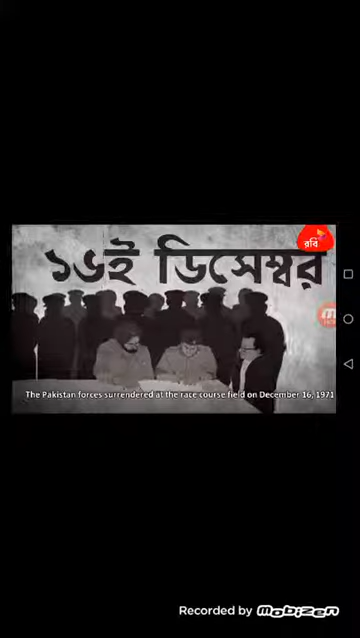 রবি
১৬ই ডিসেম্বর
The Pakistan forces surrendered at the race course field on December 16, 1971
Recorded by mobizen